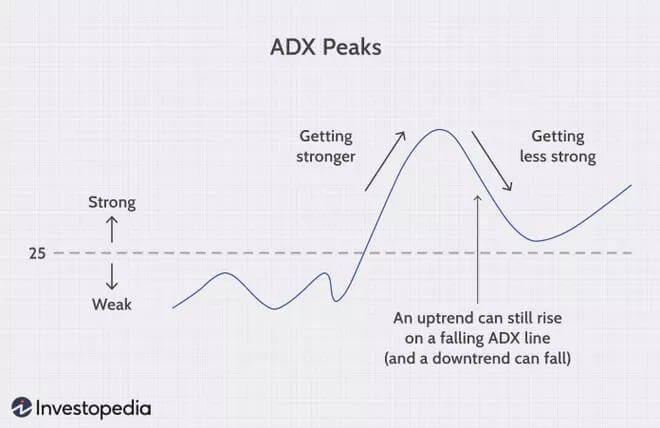 ADX Peaks
Getting
stronger
Getting
less strong
Strong
25
Weak
An uptrend can still rise
on a falling ADX line
(and a downtrend can fall)
Investopedia